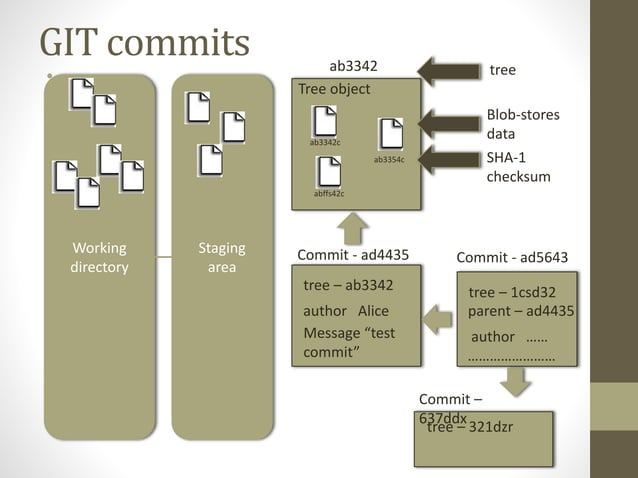 GIT commits
Working
directory
Staging
area
ab3342
Tree object
ab3342c
ab3354c
abffs42c
tree
Blob-stores
data
SHA-1
checksum
Commit - ad4435
tree – ab3342
author   Alice
Message “test
commit”
Commit - ad5643
tree – 1csd32
parent – ad4435
author   ……
……………………
Commit –
637ddx
tree – 321dzr